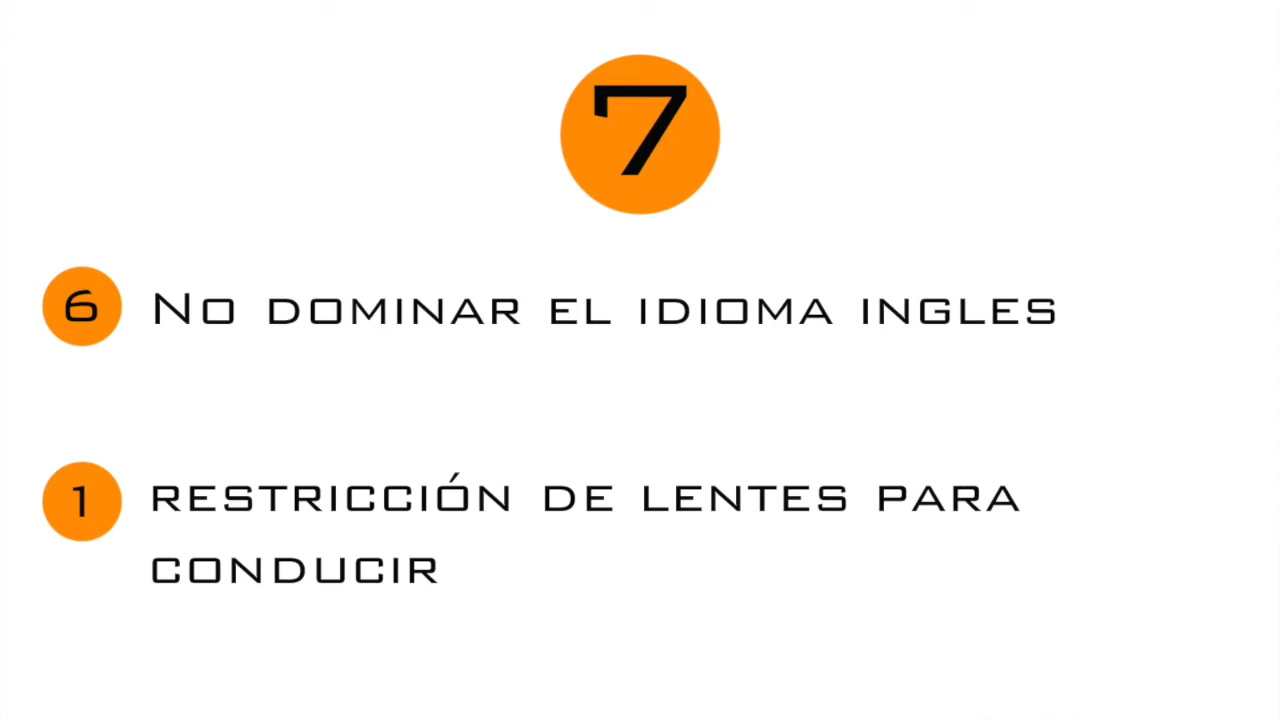 7
6 No dominar el idioma ingles
1 restricción de lentes para
conducir